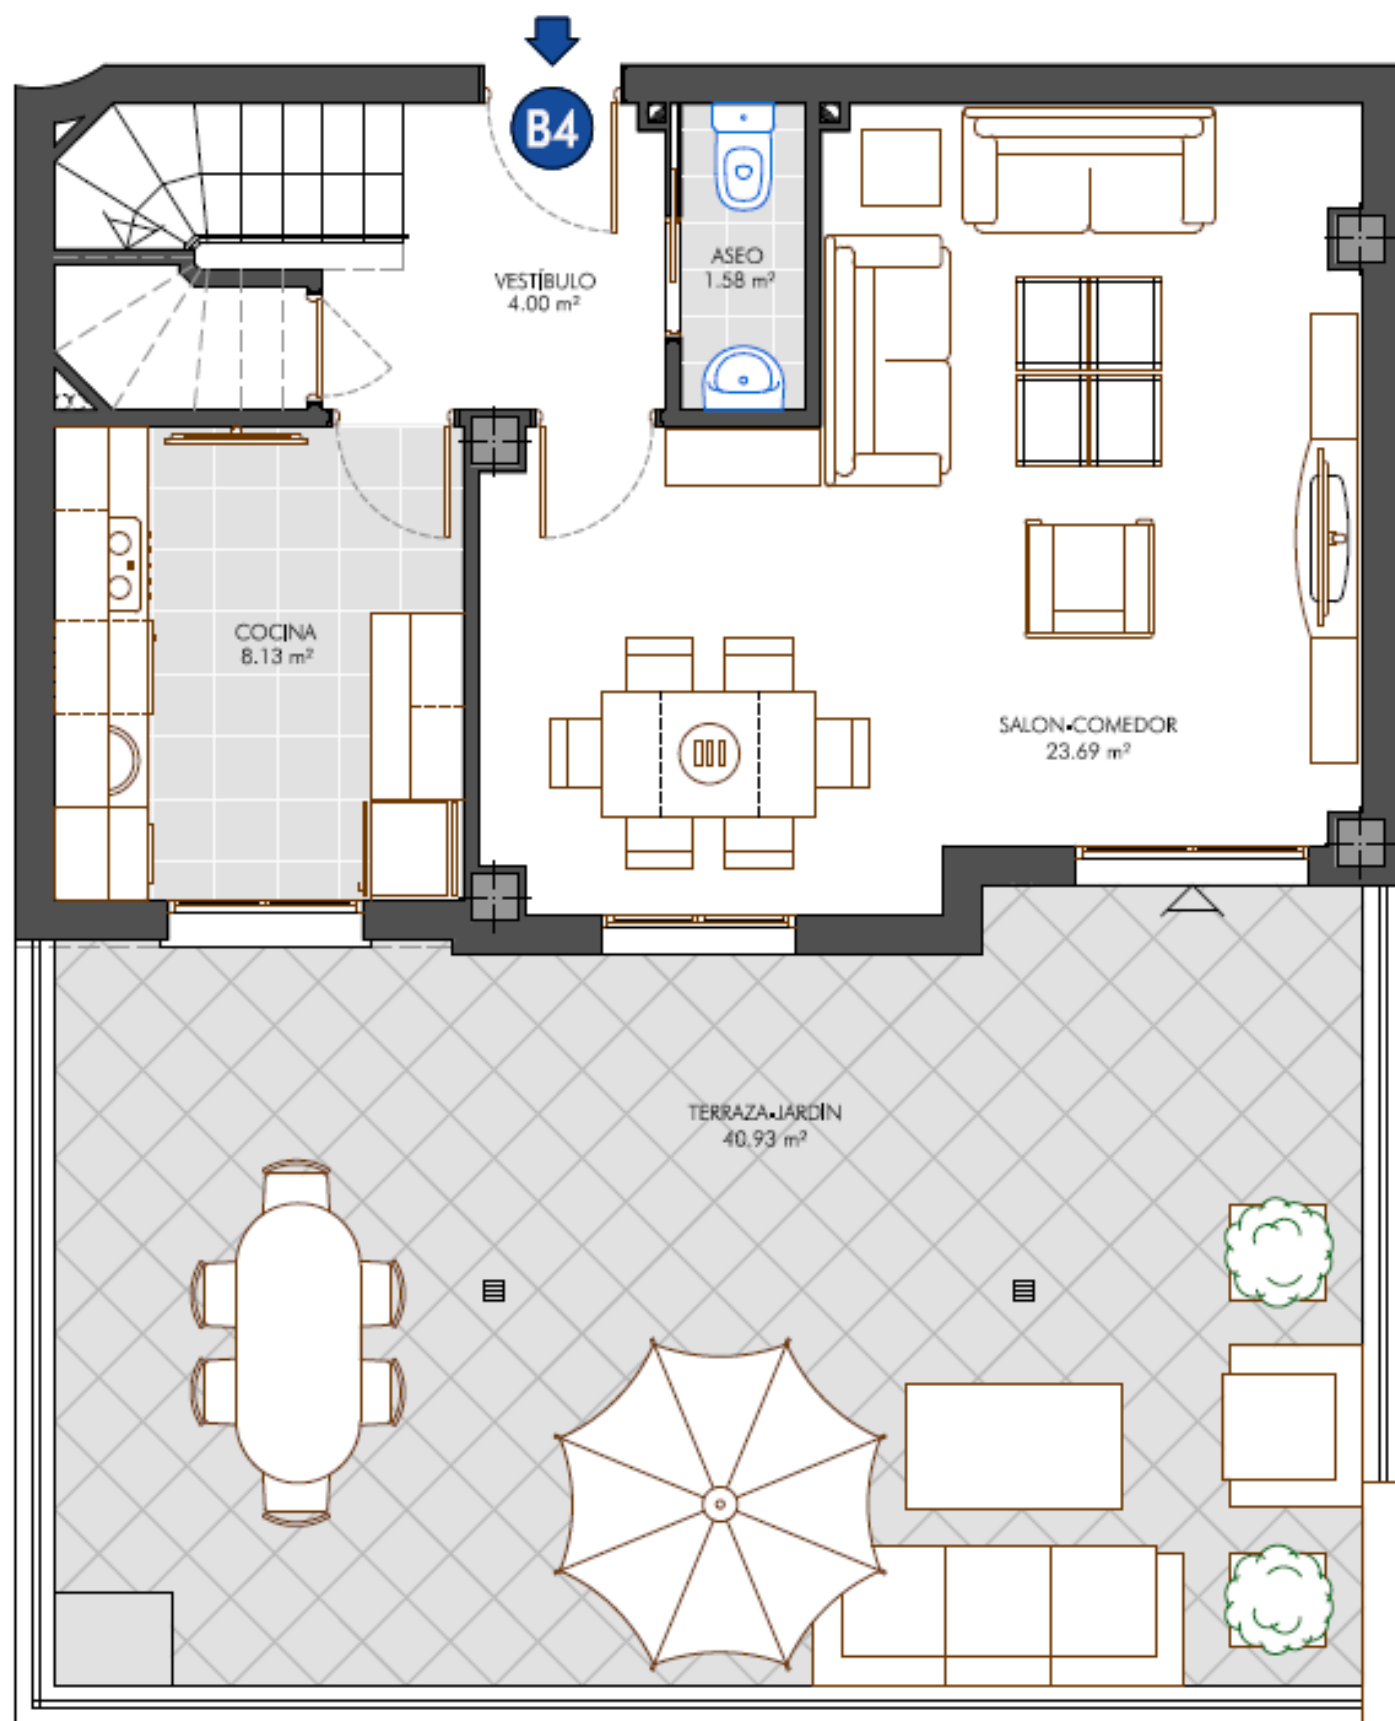 B4
VESTÍBULO
4.00 m²
ASEO
1.58 m²
COCINA
8.13 m²
SALON-COMEDOR
23.69 m²
TERRAZA-JARDÍN
40.93 m²